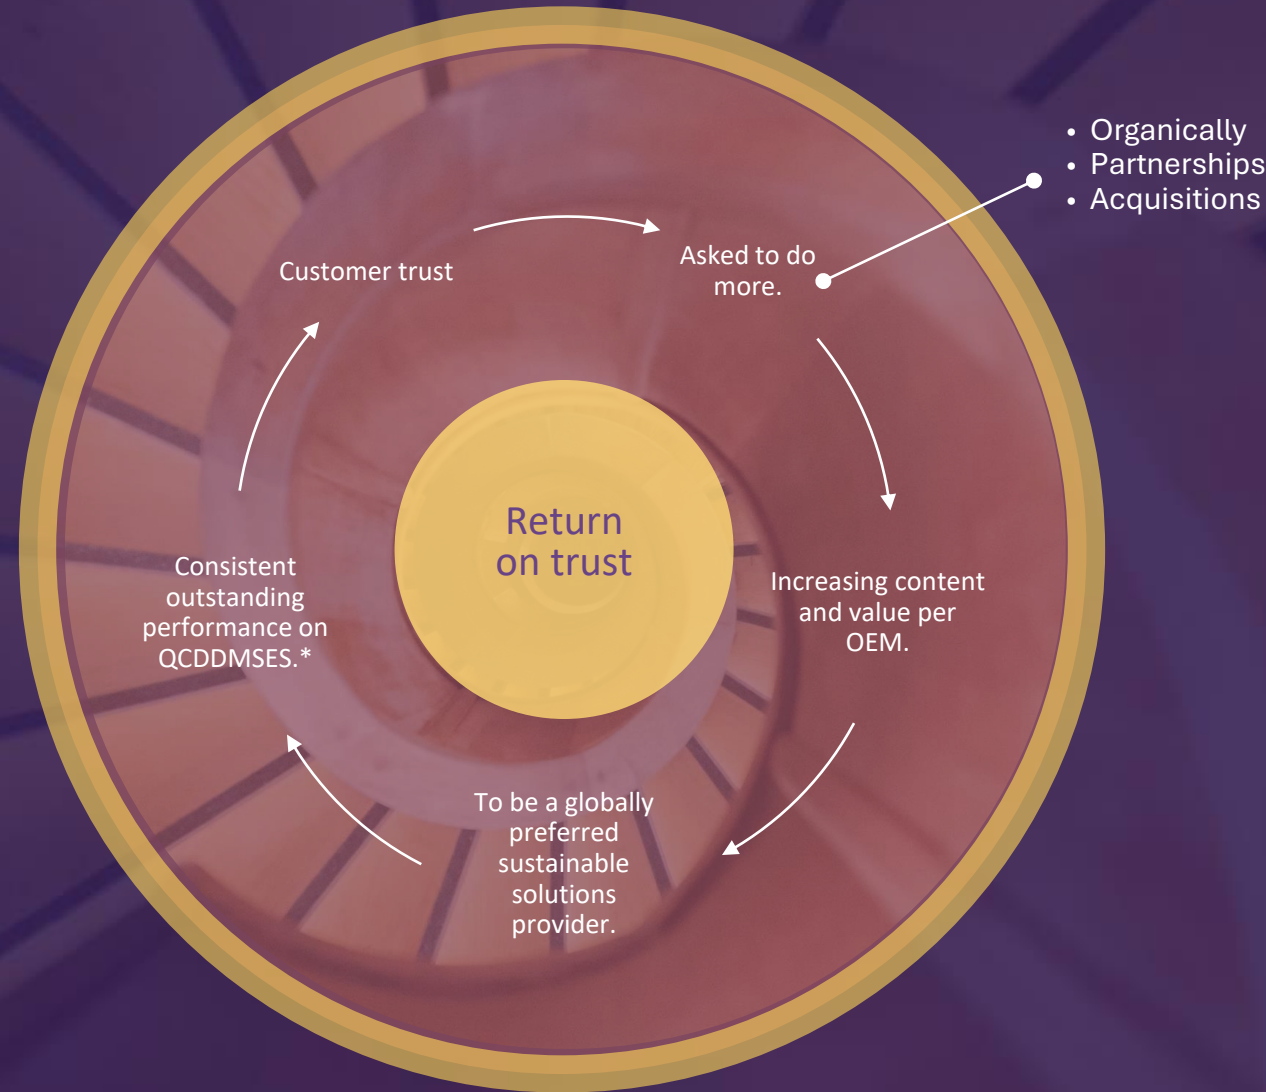 • Organically
• Partnerships
• Acquisitions
Customer trust
Asked to do
more.
Return
on trust
Increasing content
and value per
OEM.
To be a globally
preferred
sustainable
solutions
provider.
Consistent
outstanding
performance on
QCDDMSES.*